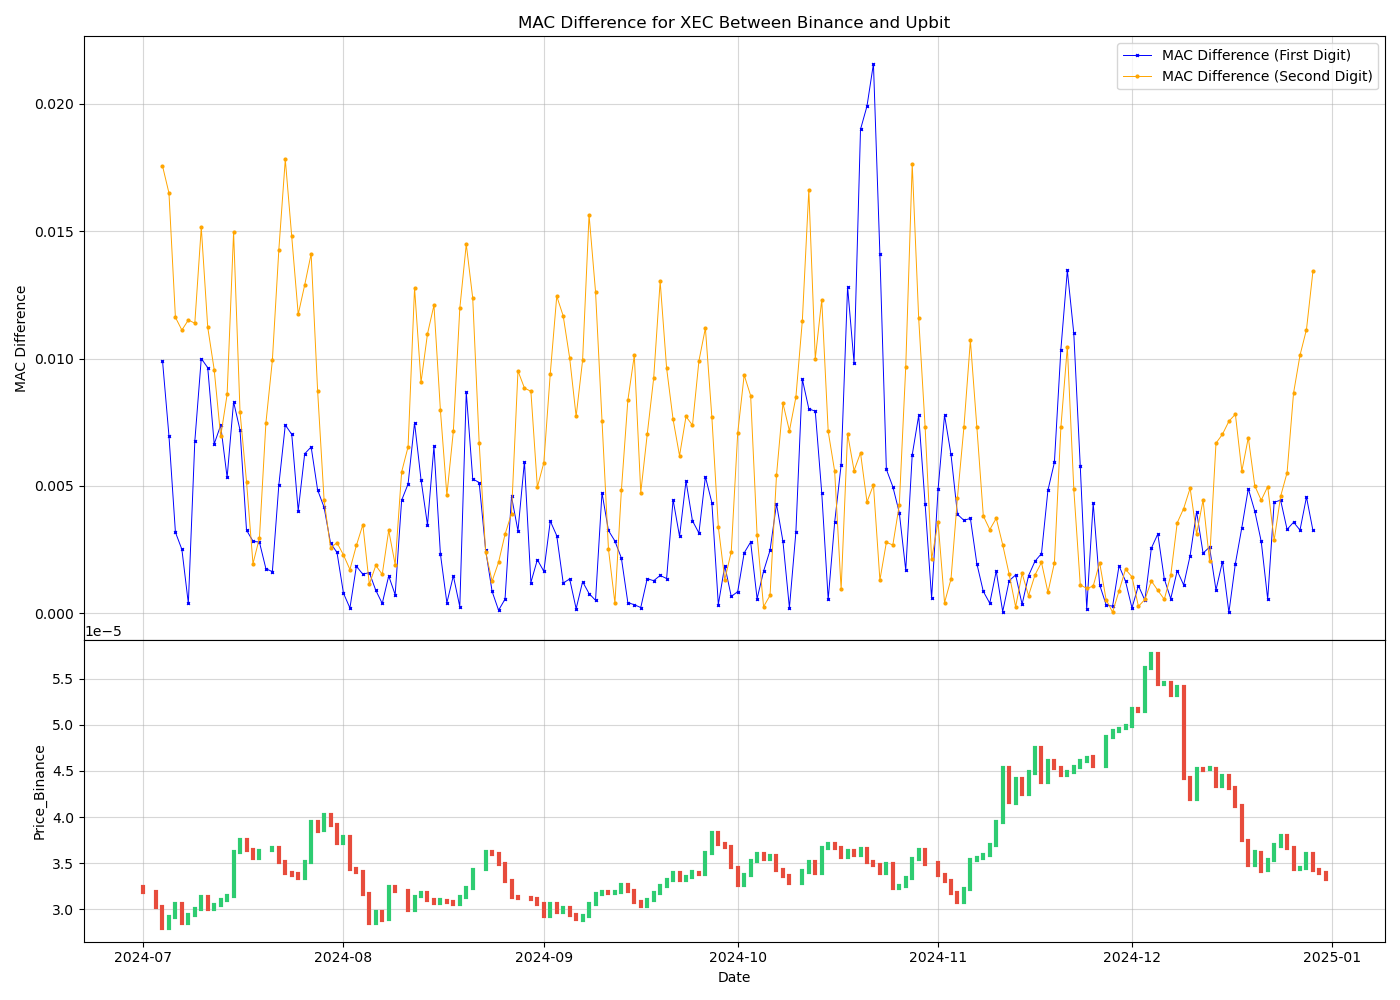 MAC Difference for XEC Between Binance and Upbit
MAC Difference (First Digit)
MAC Difference (Second Digit)
MAC Difference
0.020
0.015
0.010
0.005
0.000
1e−5
Price_Binance
5.5
5.0
4.5
4.0
3.5
3.0
2024-07
2024-08
2024-09
2024-10
2024-11
2024-12
2025-01
Date